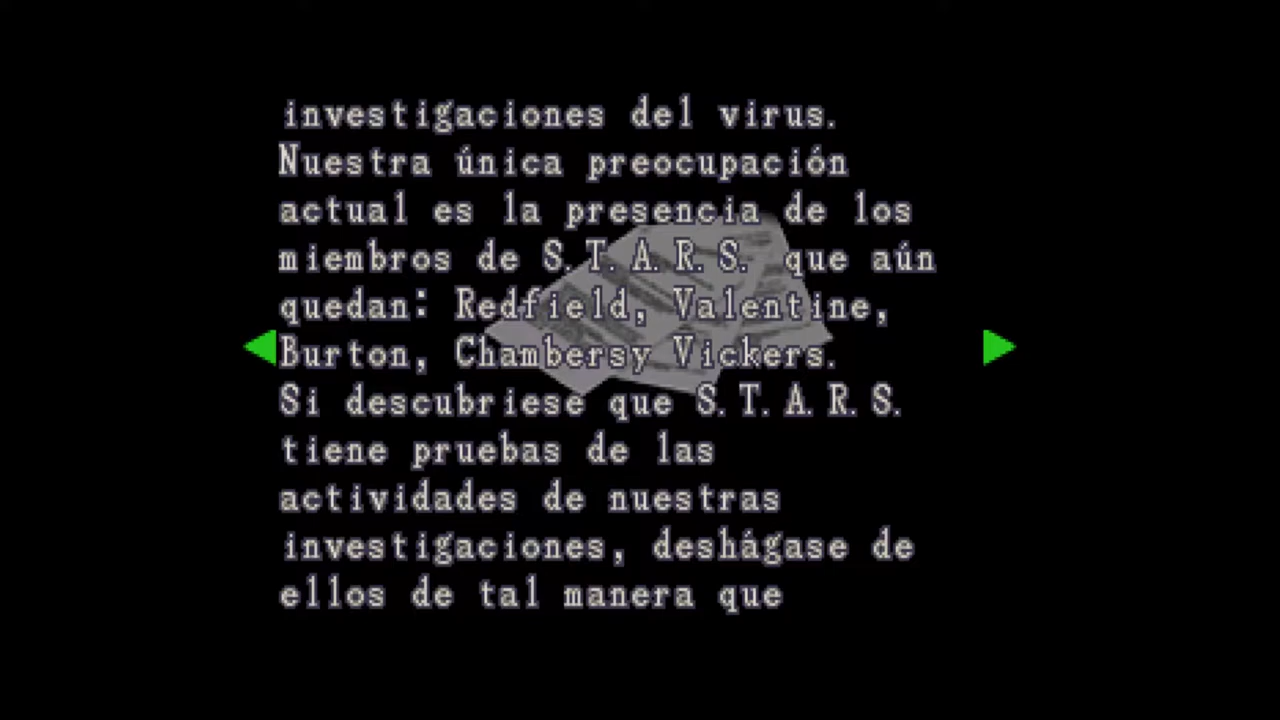 investigaciones del virus.
Nuestra única preocupación
actual es la presencia de los
miembros de S.T.A.R.S. que aún
quedan: Redfield, Valentine,
Burton, Chambersy Vickers.
Si descubriese que S.T.A.R.S.
tiene pruebas de las
actividades de nuestras
investigaciones, deshágase de
ellos de tal manera que